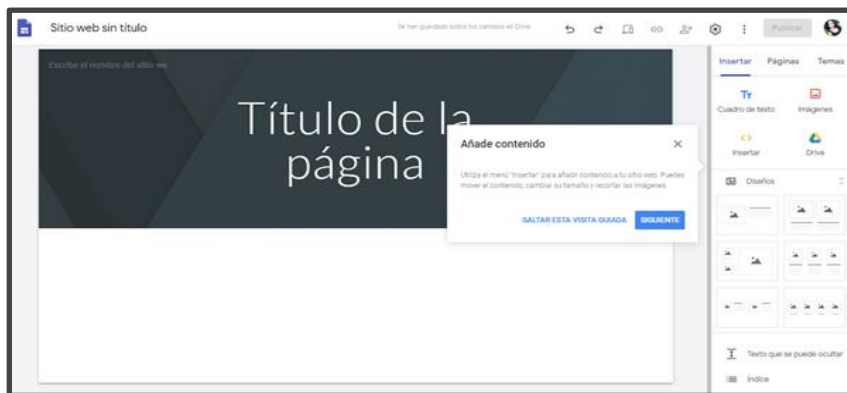 Sitio web sin título
Se han guardado todos los cambios en Drive
Publicar
Escribe el nombre del sitio we
Título de la
página
Añade contenido
Utiliza el menú "Insertar" para añadir contenido a tu sitio web. Puedes
mover el contenido, cambiar su tamaño y recortar las imágenes.
SALTAR ESTA VISITA GUIADA
SIGUIENTE
Insertar Páginas Temas
Tт
Cuadro de texto Imágenes
Insertar Drive
Diseños
Texto que se puede ocultar
Índice